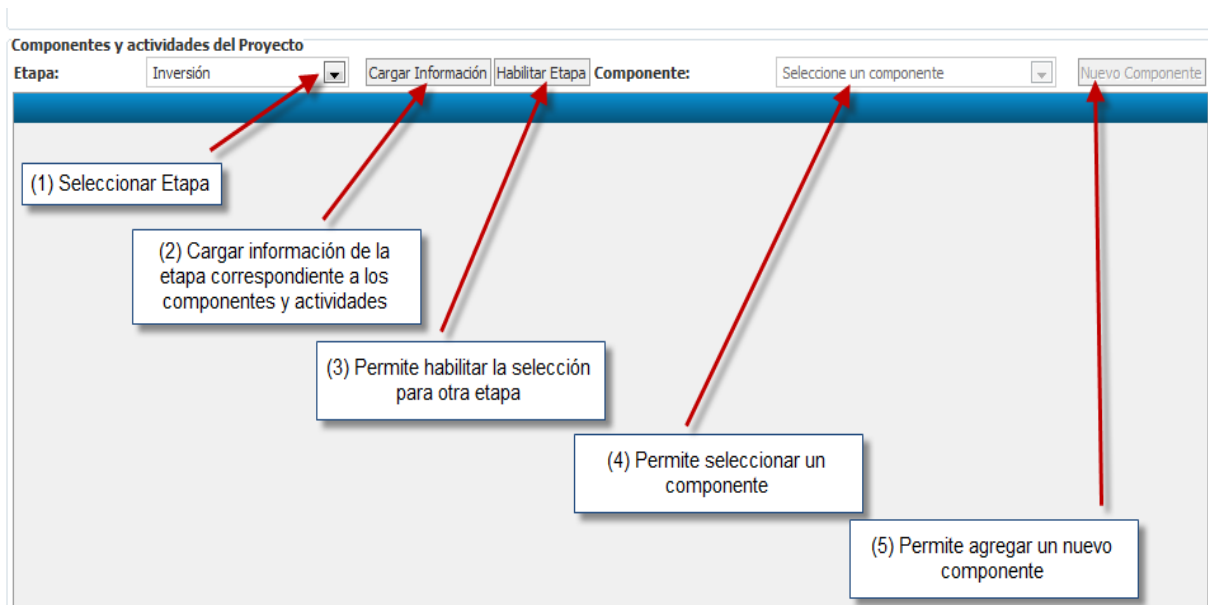 Componentes y actividades del Proyecto
Etapa: Inversión Cargar Información Habilitar Etapa Componente: Seleccione un componente Nuevo Componente
(1) Seleccionar Etapa
(2) Cargar información de la
etapa correspondiente a los
componentes y actividades
(3) Permite habilitar la selección
para otra etapa
(4) Permite seleccionar un
componente
(5) Permite agregar un nuevo
componente